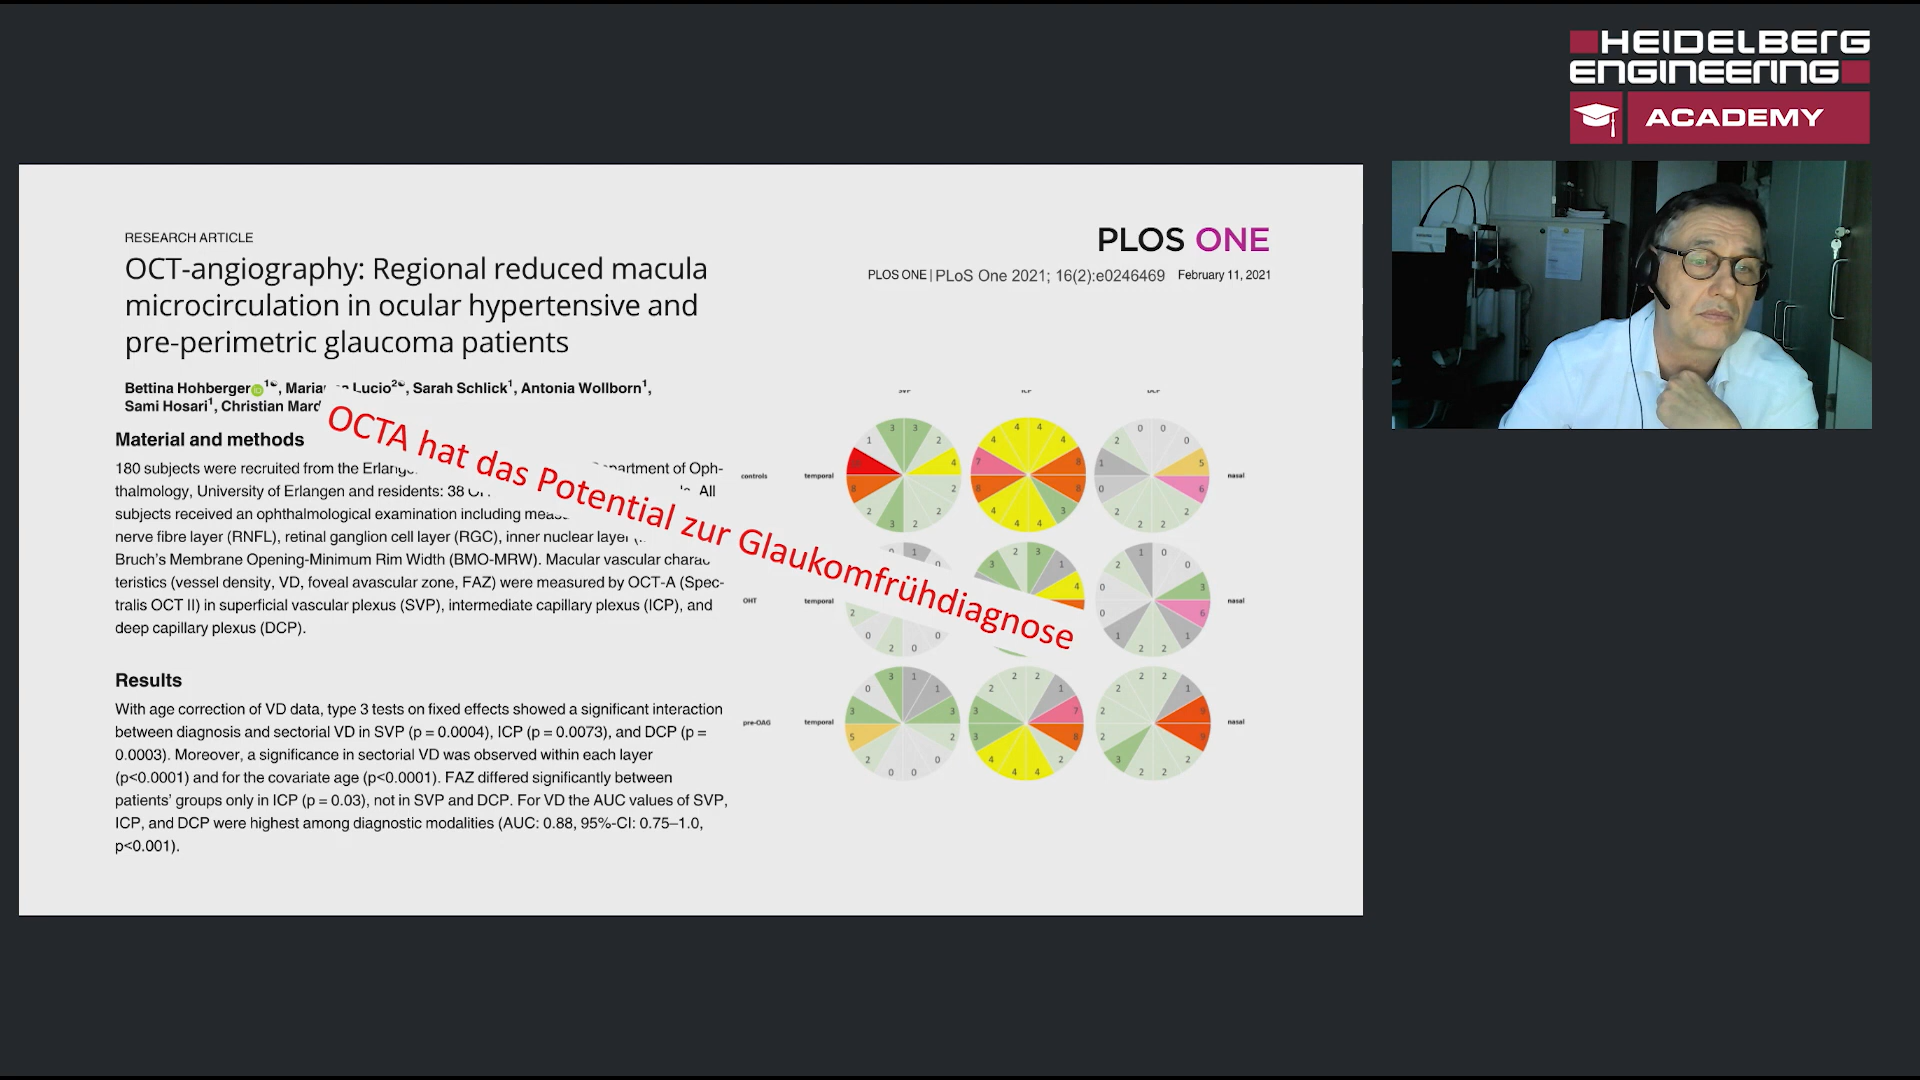 HEIDELBERG
ENGINEERING
ACADEMY
RESEARCH ARTICLE
OCT-angiography: Regional reduced macula
microcirculation in ocular hypertensive and
pre-perimetric glaucoma patients
PLOS ONE
PLOS ONE | PLoS One 2021; 16(2):e0246469 February 11, 2021
Bettina Hohberger 1, Lucio2, Sarah Schlick1, Antonia Wollborn1,
Sami Hosari1, Christian
OCTA hat das Potential zur Glaukomfrühdiagnose
Material and methods
180 subjects were recruited from the of Oph-
thalmology, University of Erlangen and residents: 38 All
subjects received an ophthalmological examination including
nerve fibre layer (RNFL), retinal ganglion cell layer (RGC), inner nuclear layer
Bruch's Membrane Opening-Minimum Rim Width (BMO-MRW). Macular vascular
teristics (vessel density, VD, foveal avascular zone, FAZ) were measured by OCT-A (Spec-
tralis OCT II) in superficial vascular plexus (SVP), intermediate capillary plexus (ICP), and
deep capillary plexus (DCP).
Results
With age correction of VD data, type 3 tests on fixed effects showed a significant interaction
between diagnosis and sectorial VD in SVP (p = 0.0004), ICP (p = 0.0073), and DCP (p =
0.0003). Moreover, a significance in sectorial VD was observed within each layer
(p<0.0001) and for the covariate age (p<0.0001). FAZ differed significantly between
patients' groups only in ICP (p = 0.03), not in SVP and DCP. For VD the AUC values of SVP,
ICP, and DCP were highest among diagnostic modalities (AUC: 0.88, 95%-CI: 0.75–1.0,
p<0.001).
controls temporal nasal
OHT temporal nasal
pre-OAG temporal nasal